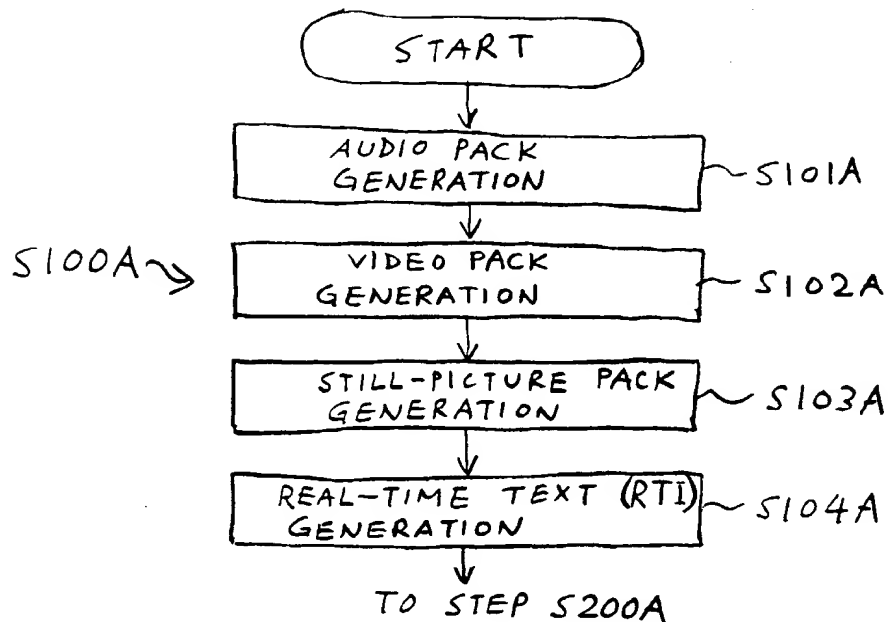 START
AUDIO PACK
GENERATION
S101A
S100A
VIDEO PACK
GENERATION
S102A
STILL-PICTURE PACK
GENERATION
S103A
REAL-TIME TEXT (RTI)
GENERATION
S104A
TO STEP S200A